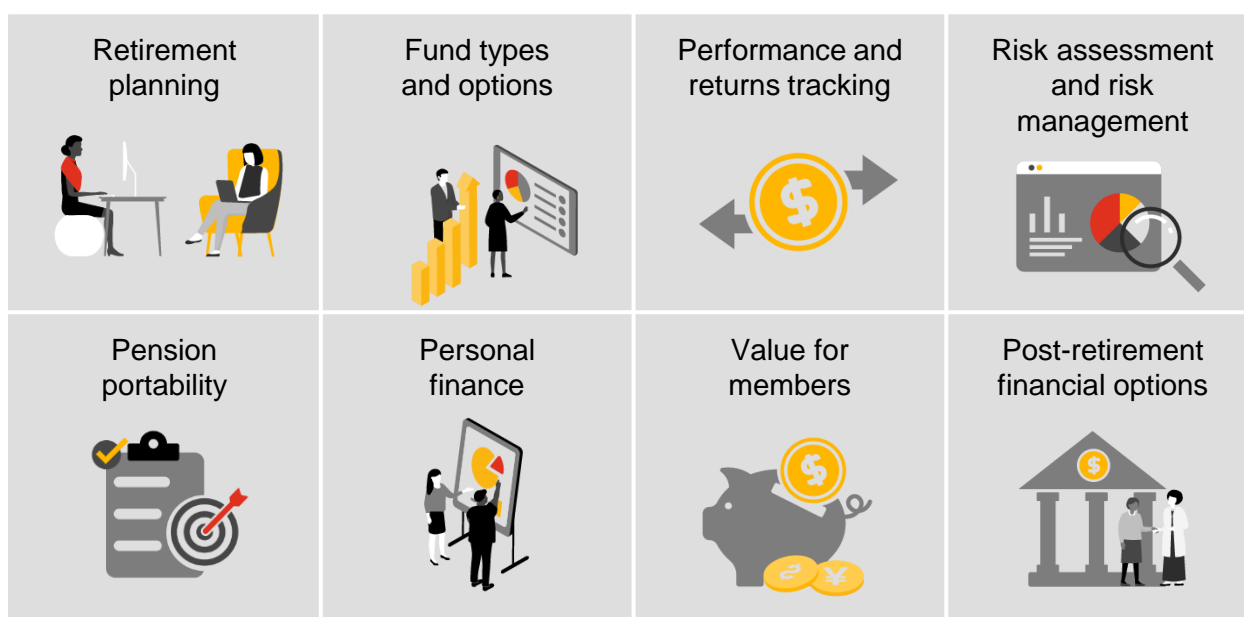 Retirement
planning
Fund types
and options
Performance and
returns tracking
Risk assessment
and risk
management
$
Pension
portability
Personal
finance
Value for
members
Post-retirement
financial options
$
$
$
¥